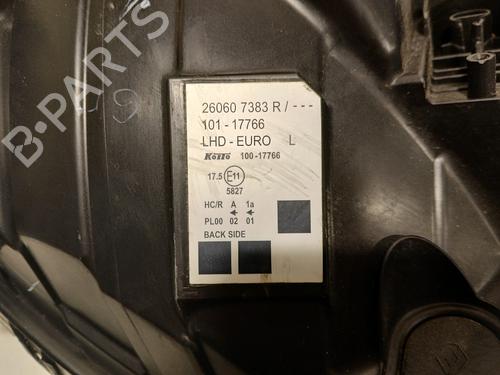 26060 7383 R / ---
101 - 17766
LHD - EURO L
100-17766
17.5 E11
5827
HC/R A 1a
PL00 02 01
BACK SIDE
B-PARTS